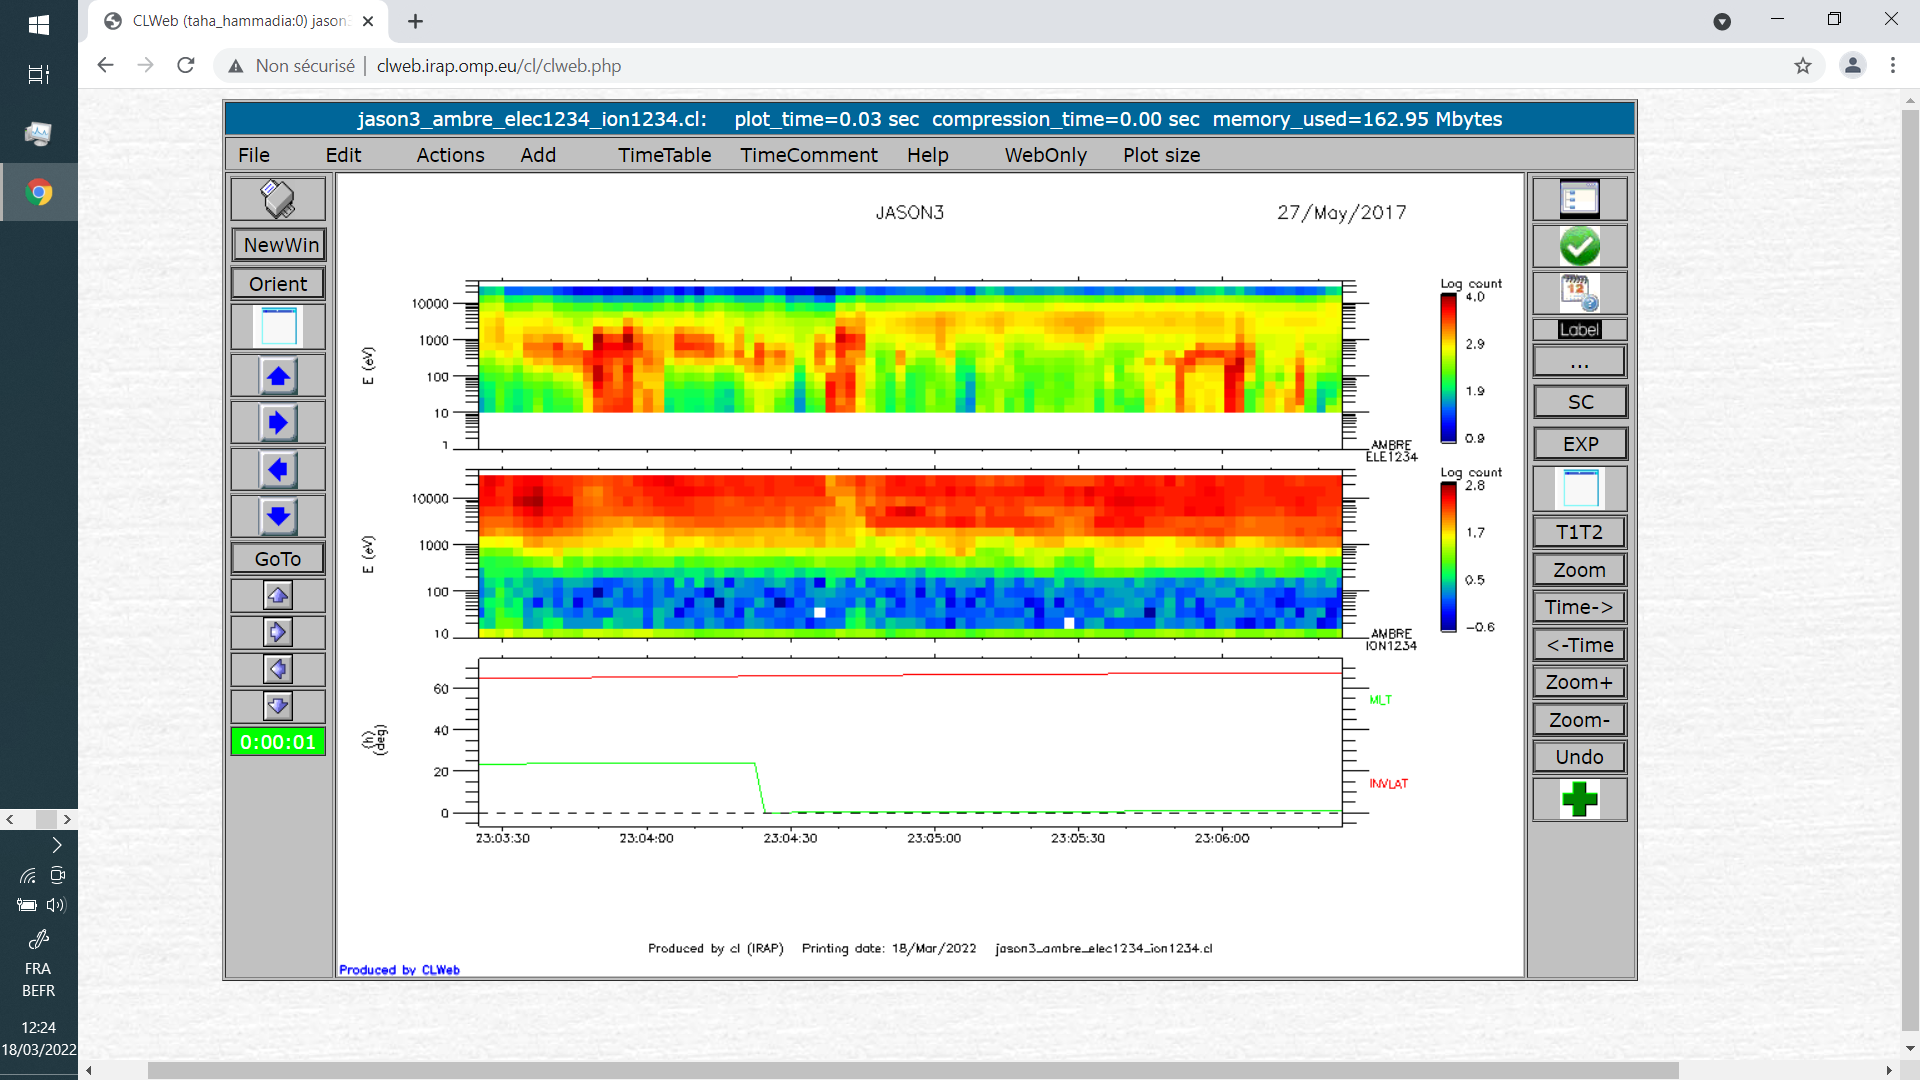 CLWeb (taha_hammadia:0) jason3
Non sécurisé | clweb.irap.omp.eu/cl/clweb.php
jason3_ambre_elec1234_ion1234.cl: plot_time=0.03 sec compression_time=0.00 sec memory_used=162.95 Mbytes
File Edit Actions Add TimeTable TimeComment Help WebOnly Plot size
NewWin
Orient
GoTo
0:00:01
JASON3 27/May/2017
E (eV)
10000
1000
100
10
1
AMBRE
ELE1234
Log count
4.0
2.9
1.9
0.9
E (eV)
10000
1000
100
10
AMBRE
ION1234
Log count
2.8
1.7
0.5
-0.6
(h)
(deg)
60
40
20
0
MLT
INVLAT
23:03:30 23:04:00 23:04:30 23:05:00 23:05:30 23:06:00
Produced by cl (IRAP) Printing date: 18/Mar/2022 jason3_ambre_elec1234_ion1234.cl
Produced by CLWeb
12
Label
...
SC
EXP
T1T2
Zoom
Time->
<-Time
Zoom+
Zoom-
Undo
FRA
BEFR
12:24
18/03/2022